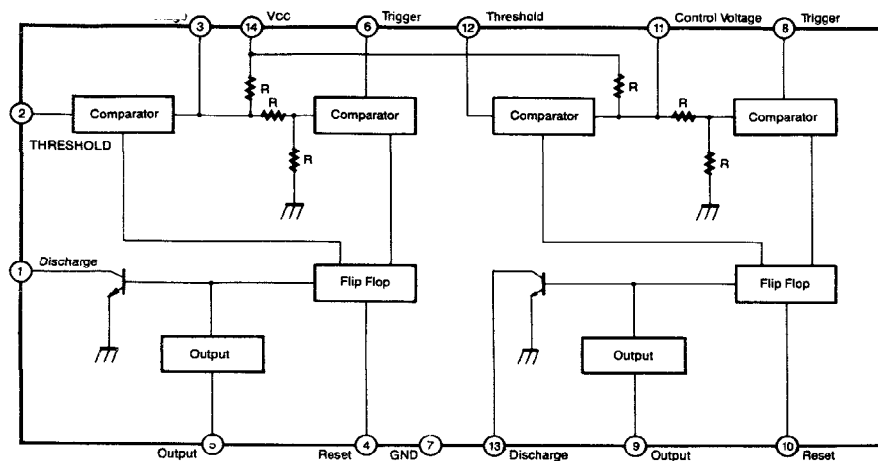 3 14 Vcc 6 Trigger 12 Threshold 11 Control Voltage 8 Trigger
R R
R R
2 Comparator Comparator Comparator Comparator
THRESHOLD
R R
1 Discharge
Flip Flop Flip Flop
Output Output
Output 5 Reset 4 GND 7 13 Discharge 9 Output 10 Reset